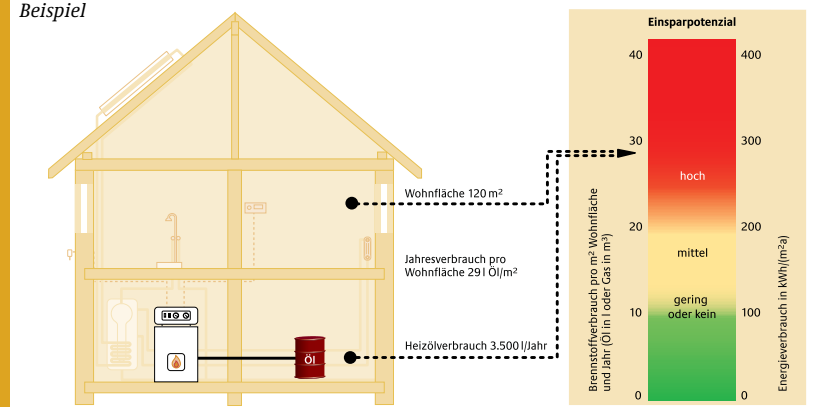 Beispiel
Einsparpotenzial
40
400
30
300
hoch
Wohnfläche 120 m²
20
200
Jahresverbrauch pro
Wohnfläche 29 l Öl/m²
mittel
gering
oder kein
10
100
Heizölverbrauch 3.500 l/Jahr
Öl
0
0
Brennstoffverbrauch pro m² Wohnfläche
und Jahr (Öl in l oder Gas in m³)
Energieverbrauch in kWh/(m²a)